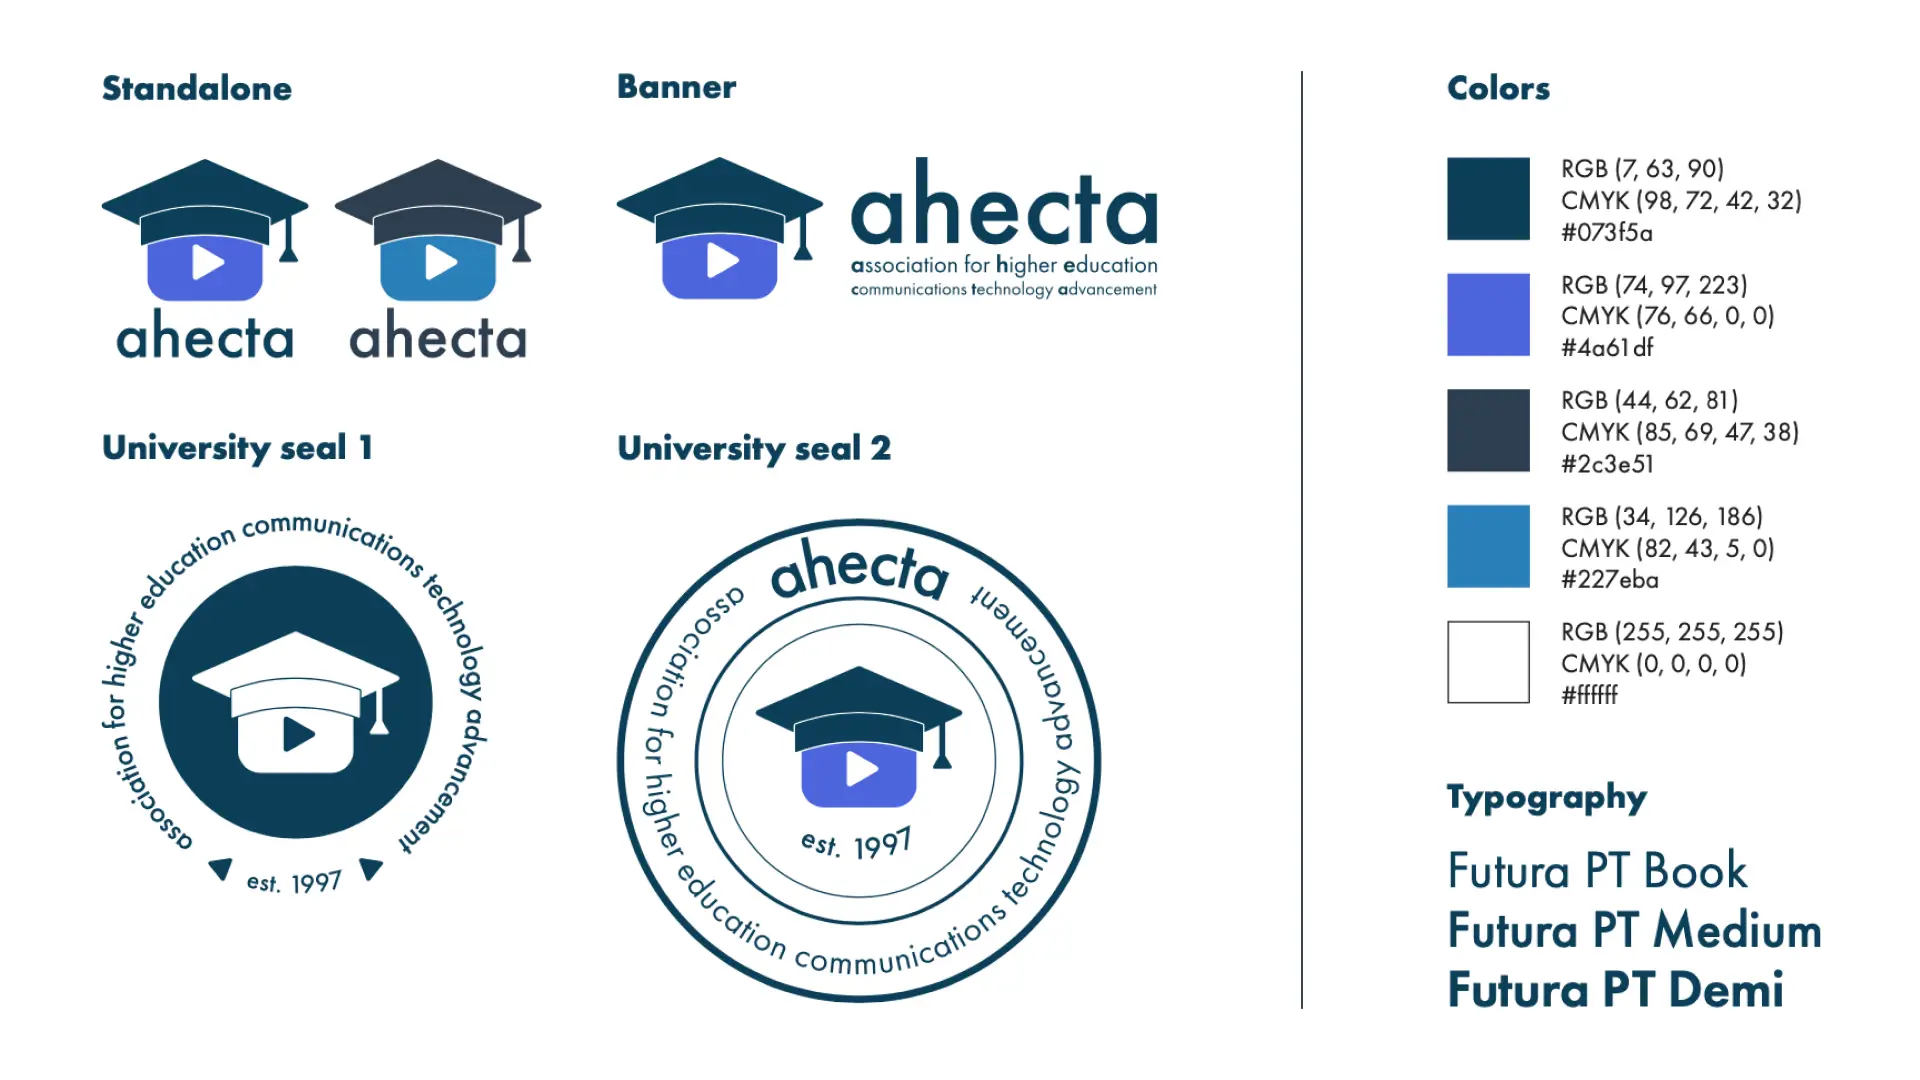 Standalone
ahecta
ahecta
Banner
ahecta
association for higher education
communications technology advancement
University seal 1
association for higher education communications technology advancement
est. 1997
University seal 2
ahecta
association for higher education communications technology advancement
est. 1997
Colors
RGB (7, 63, 90)
CMYK (98, 72, 42, 32)
#073f5a
RGB (74, 97, 223)
CMYK (76, 66, 0, 0)
#4a61df
RGB (44, 62, 81)
CMYK (85, 69, 47, 38)
#2c3e51
RGB (34, 126, 186)
CMYK (82, 43, 5, 0)
#227eba
RGB (255, 255, 255)
CMYK (0, 0, 0, 0)
#ffffff
Typography
Futura PT Book
Futura PT Medium
Futura PT Demi